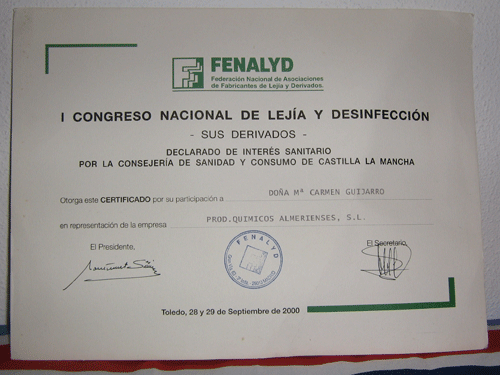 FENALYD
Federación Nacional de Asociaciones
de Fabricantes de Lejía y Derivados.
I CONGRESO NACIONAL DE LEJÍA Y DESINFECCIÓN
- SUS DERIVADOS -
DECLARADO DE INTERÉS SANITARIO
POR LA CONSEJERÍA DE SANIDAD Y CONSUMO DE CASTILLA LA MANCHA
Otorga este CERTIFICADO por su participación a DOÑA Mª CARMEN GUIJARRO
en representación de la empresa PROD.QUIMICOS ALMERIENSES, S.L.
El Presidente,
El Secretario
FENALYD
Toledo, 28 y 29 de Septiembre de 2000